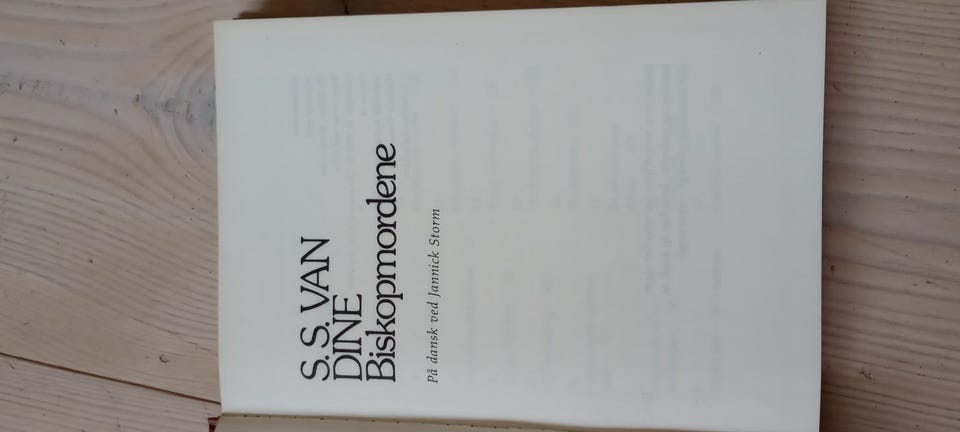 S. S. VAN
DINE
Biskopmordene
På dansk ved Jannick Storm